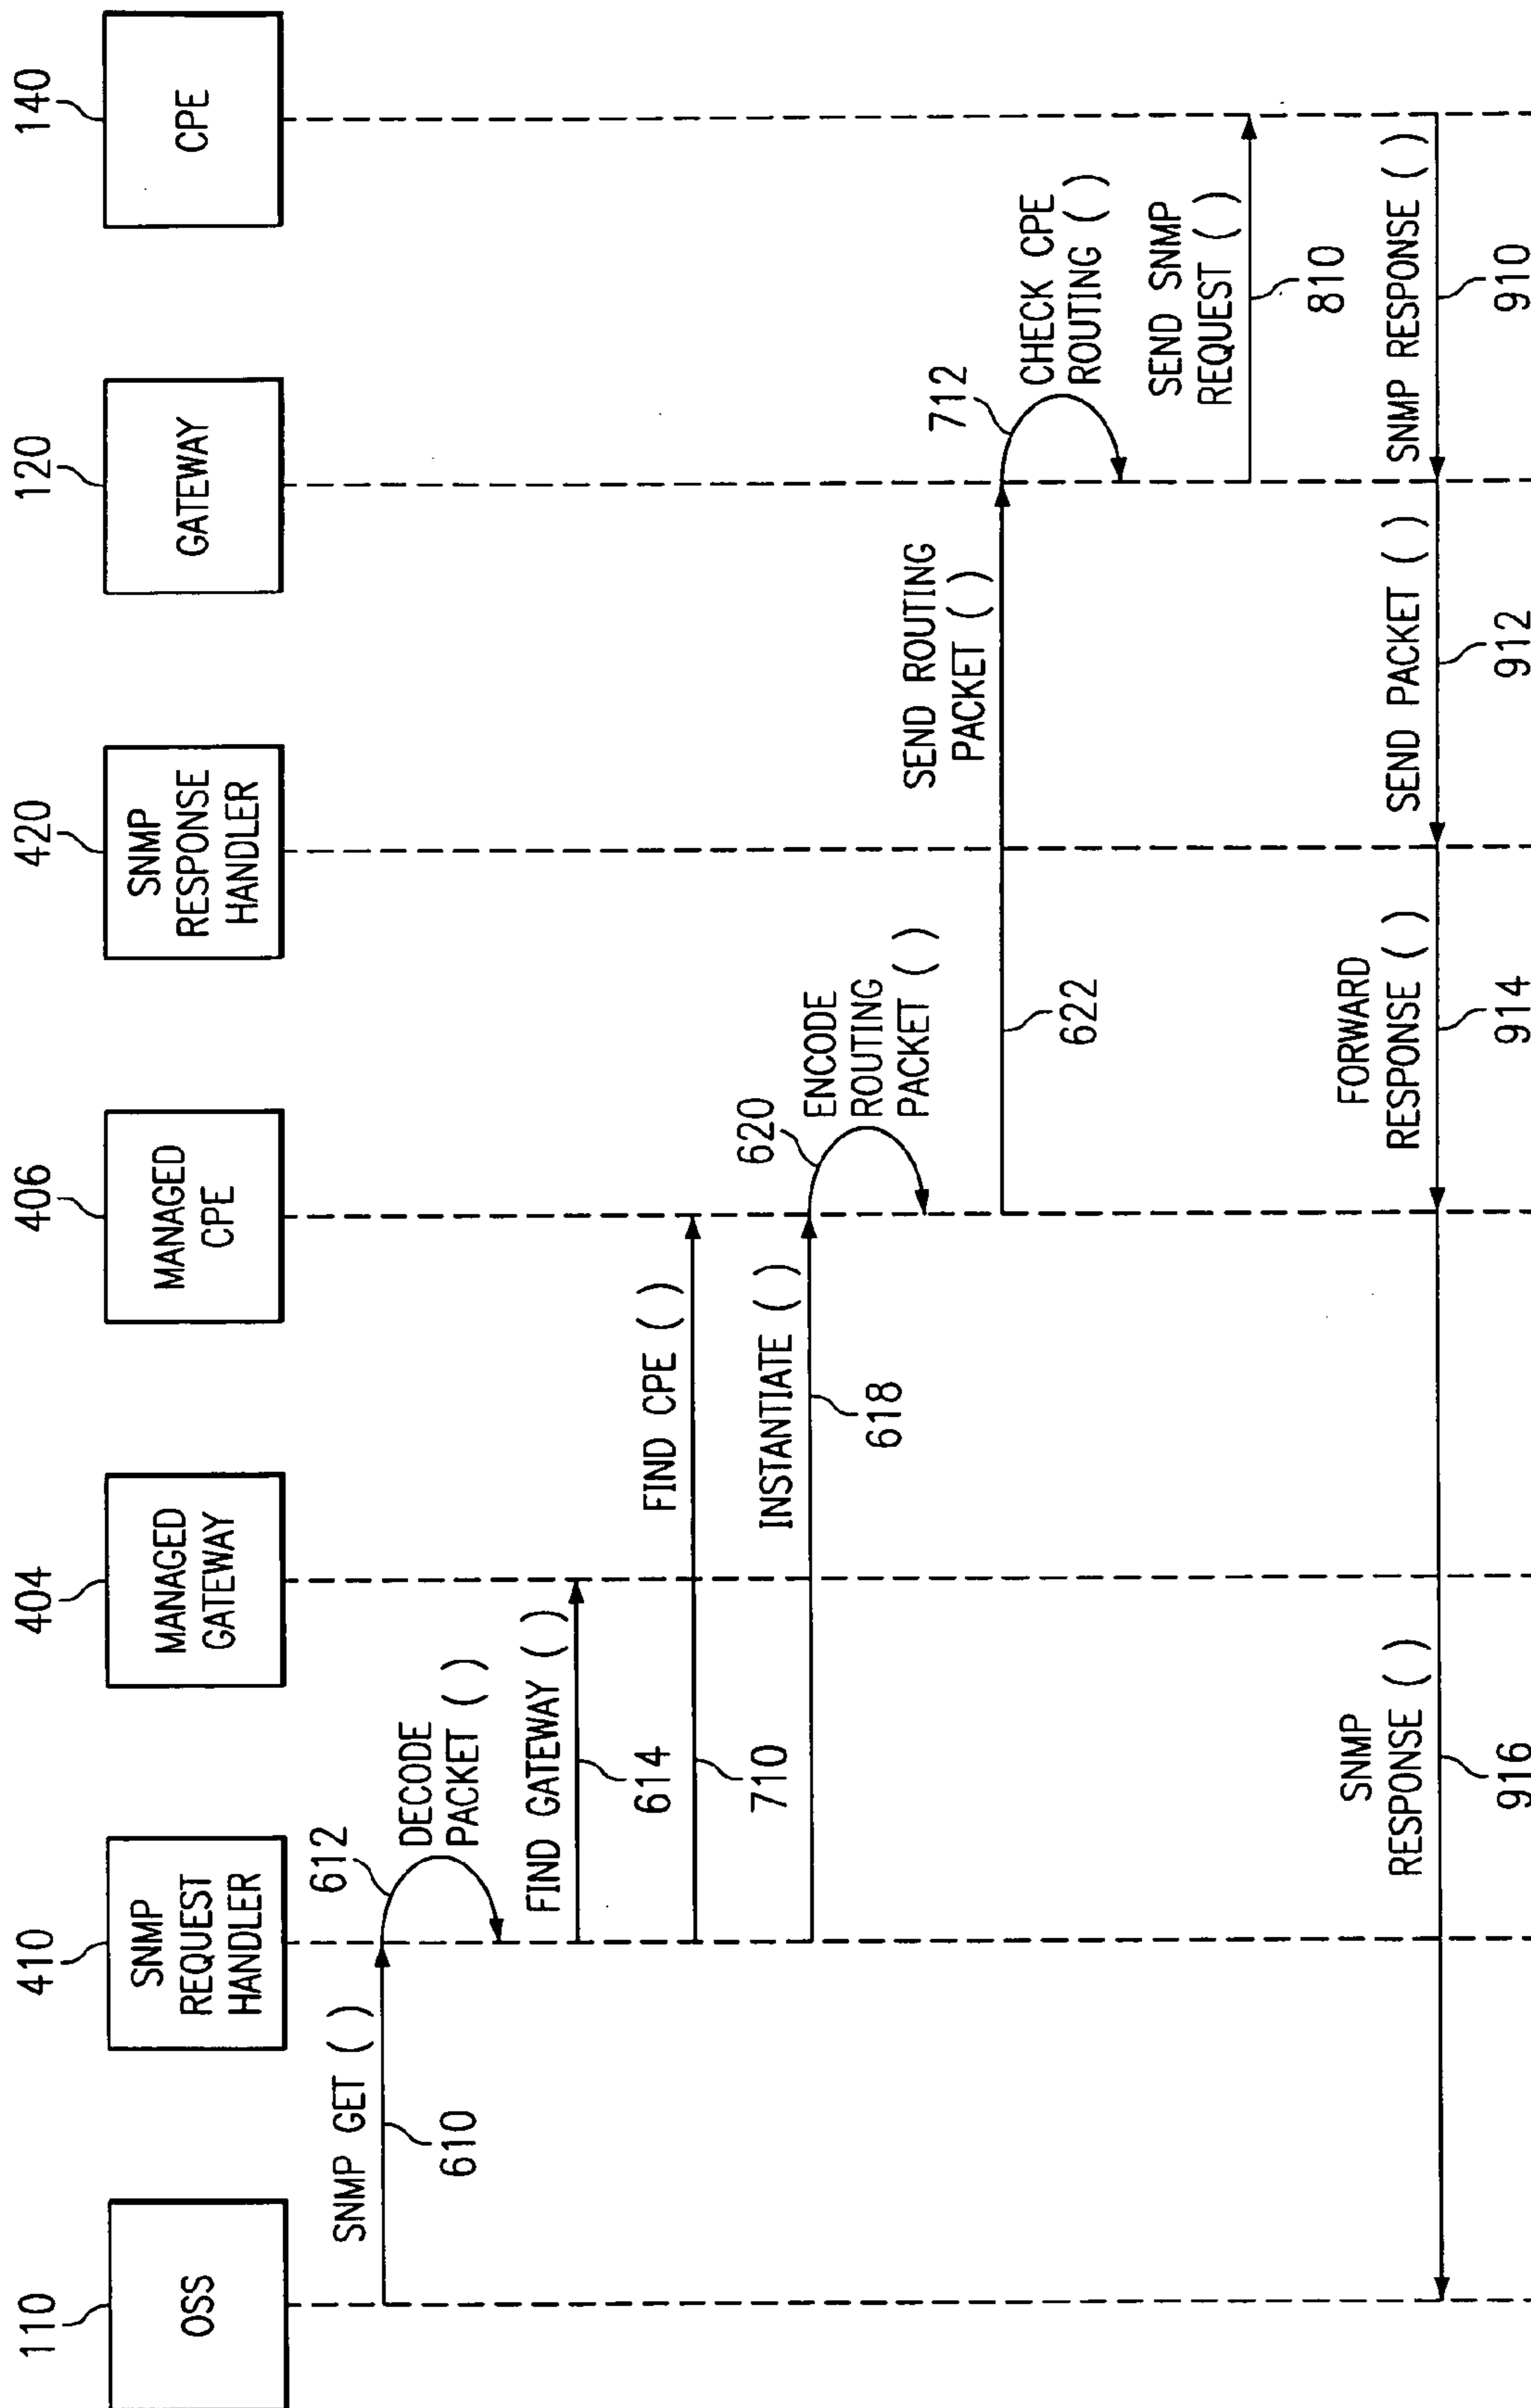 110
OSS
410
SNMP
REQUEST
HANDLER
404
MANAGED
GATEWAY
406
MANAGED
CPE
420
SNMP
RESPONSE
HANDLER
120
GATEWAY
140
CPE
SNMP GET ( )
610
612
DECODE
PACKET ( )
FIND GATEWAY ( )
614
FIND CPE ( )
710
INSTANTIATE ( )
618
620
ENCODE
ROUTING
PACKET ( )
SEND ROUTING
PACKET ( )
622
712
CHECK CPE
ROUTING ( )
SEND SNMP
REQUEST ( )
810
SNMP RESPONSE ( )
910
SEND PACKET ( )
912
FORWARD
RESPONSE ( )
914
SNMP
RESPONSE ( )
916